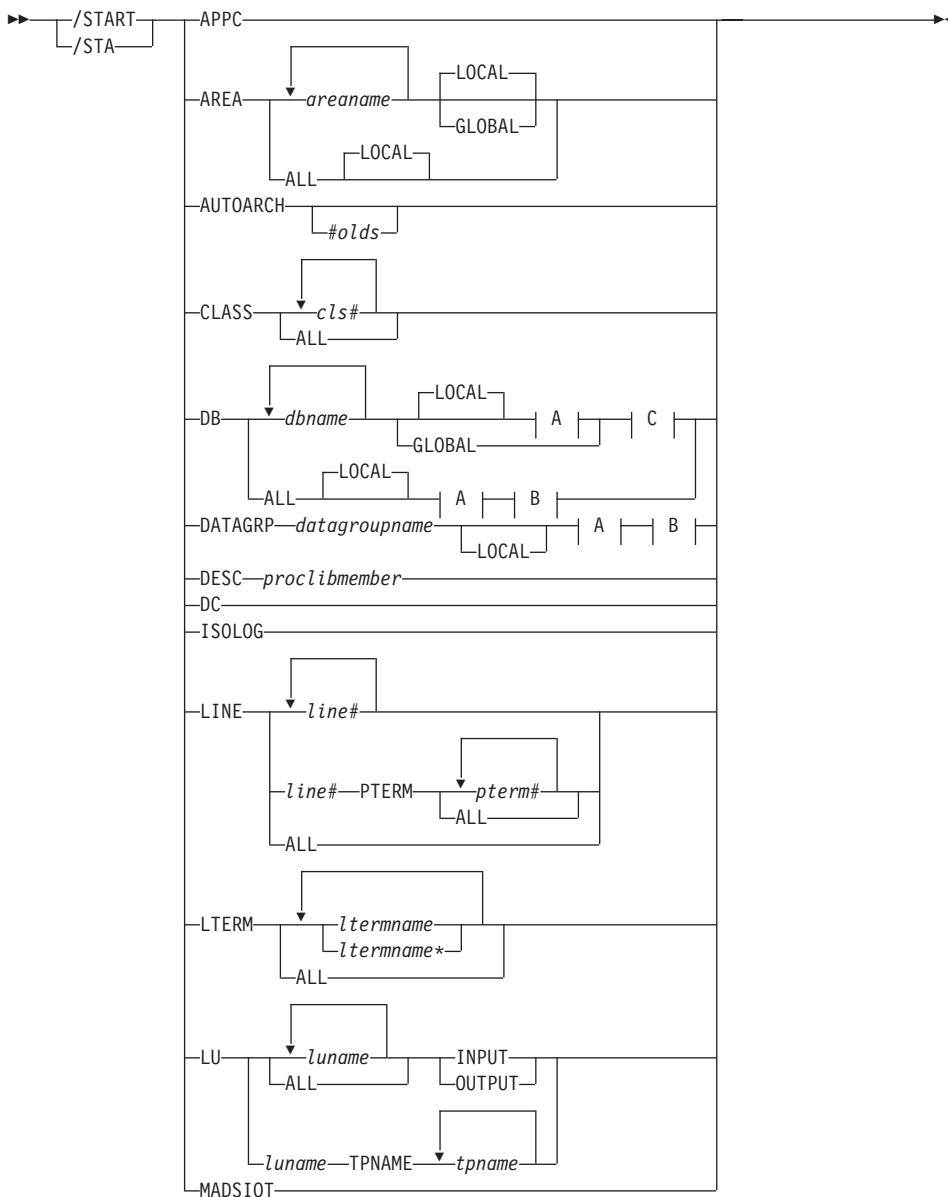 /START APPC
/STA
LOCAL
AREA areaname
GLOBAL
LOCAL
ALL
AUTOARCH
#olds
CLASS cls#
ALL
LOCAL
DB dbname A C
GLOBAL
LOCAL
ALL A B
DATAGRP datagroupname A B
LOCAL
DESC proclibmember
DC
ISOLOG
LINE line#
line# PTERM pterm#
ALL
ALL
LTERM ltermname
ltermname*
ALL
LU luname INPUT
ALL OUTPUT
luname TPNAME tpname
MADSIOT